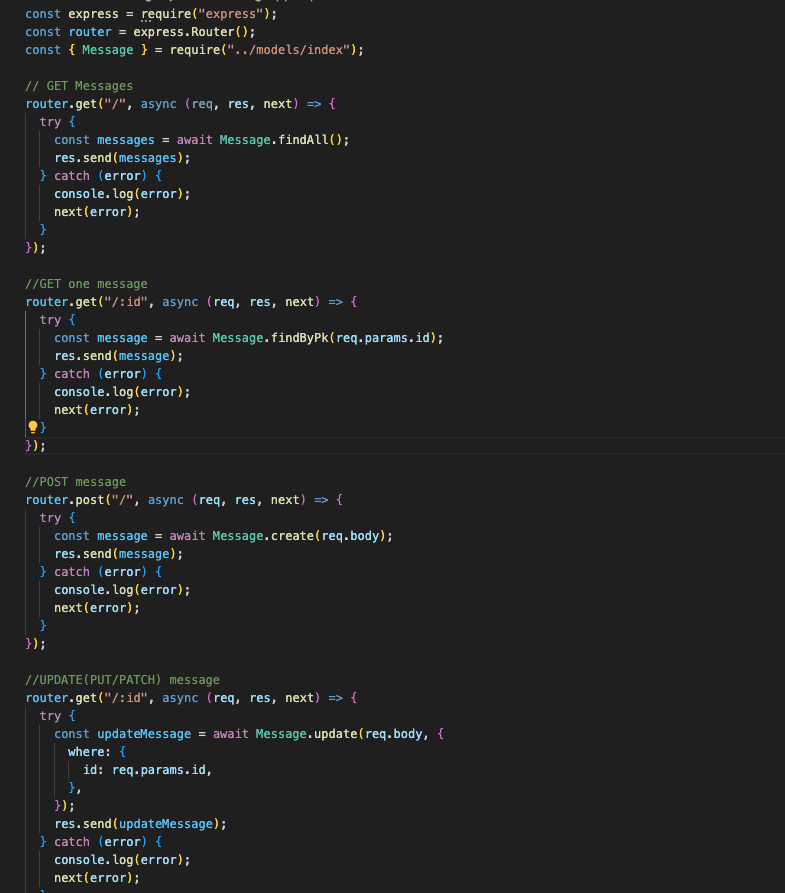 const express = require("express");
const router = express.Router();
const { Message } = require("../models/index");

// GET Messages
router.get("/", async (req, res, next) => {
  try {
    const messages = await Message.findAll();
    res.send(messages);
  } catch (error) {
    console.log(error);
    next(error);
  }
});

//GET one message
router.get("/:id", async (req, res, next) => {
  try {
    const message = await Message.findByPk(req.params.id);
    res.send(message);
  } catch (error) {
    console.log(error);
    next(error);
  }
});

//POST message
router.post("/", async (req, res, next) => {
  try {
    const message = await Message.create(req.body);
    res.send(message);
  } catch (error) {
    console.log(error);
    next(error);
  }
});

//UPDATE(PUT/PATCH) message
router.get("/:id", async (req, res, next) => {
  try {
    const updateMessage = await Message.update(req.body, {
      where: {
        id: req.params.id,
      },
    });
    res.send(updateMessage);
  } catch (error) {
    console.log(error);
    next(error);